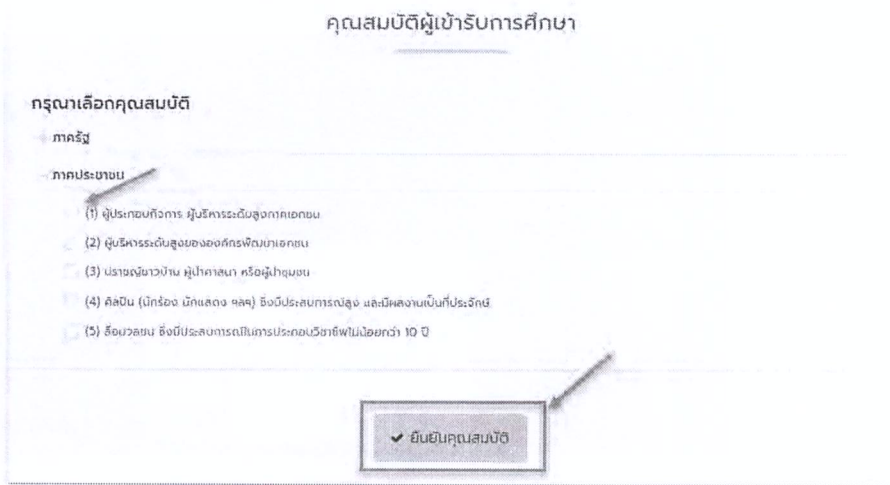 คุณสมบัติผู้เข้ารับการศึกษา
กรุณาเลือกคุณสมบัติ
ภาครัฐ
ภาคประชาชน
(1) ผู้ประกอบกิจการ ผู้บริหารระดับสูงภาคเอกชน
(2) ผู้บริหารระดับสูงขององค์กรพัฒนาเอกชน
(3) ปราชญ์ชาวบ้าน ผู้นำศาสนา หรือผู้นำชุมชน
(4) ศิลปิน (นักร้อง นักแสดง ฯลฯ) ซึ่งมีประสบการณ์สูง และมีผลงานเป็นที่ประจักษ์
(5) สื่อมวลชน ซึ่งมีประสบการณ์ในการประกอบวิชาชีพไม่น้อยกว่า 10 ปี
✔ ยืนยันคุณสมบัติ